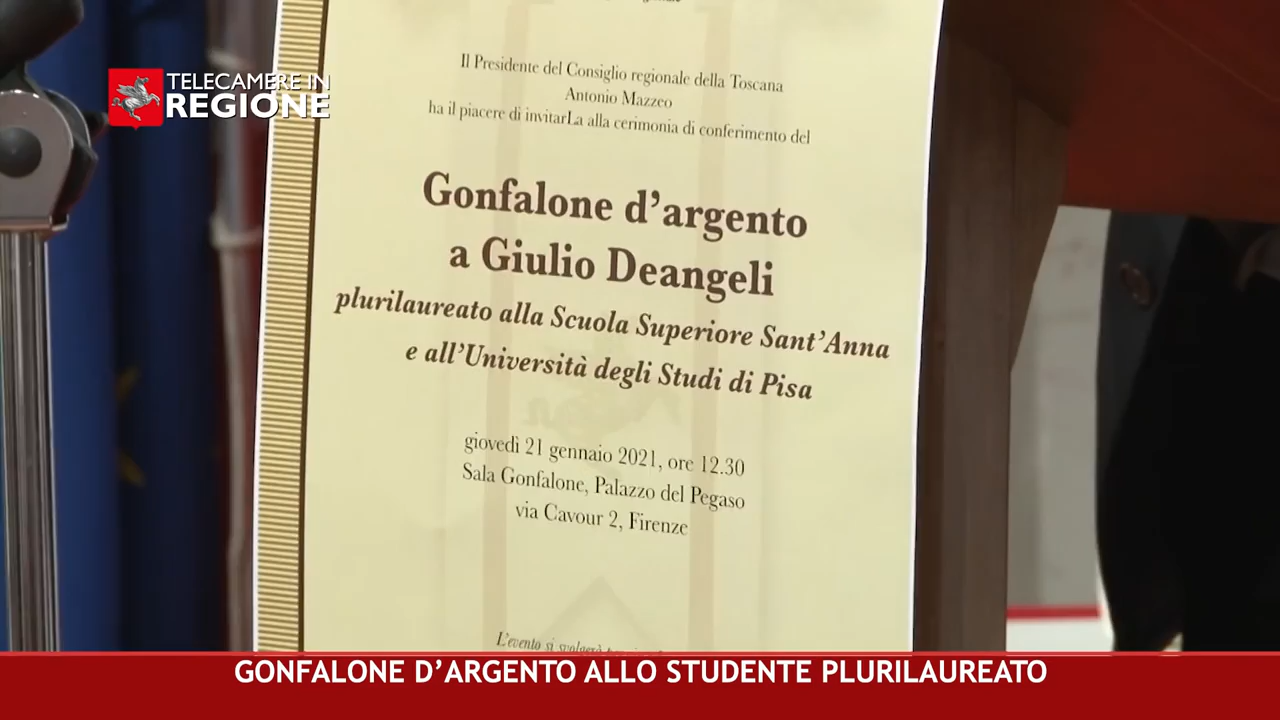 TELECAMERE IN
REGIONE
Il Presidente del Consiglio regionale della Toscana
Antonio Mazzeo
ha il piacere di invitarLa alla cerimonia di conferimento del
Gonfalone d'argento
a Giulio Deangeli
plurilaureato alla Scuola Superiore Sant'Anna
e all'Università degli Studi di Pisa
giovedì 21 gennaio 2021, ore 12.30
Sala Gonfalone, Palazzo del Pegaso
via Cavour 2, Firenze
L'evento si svolgerà
GONFALONE D'ARGENTO ALLO STUDENTE PLURILAUREATO